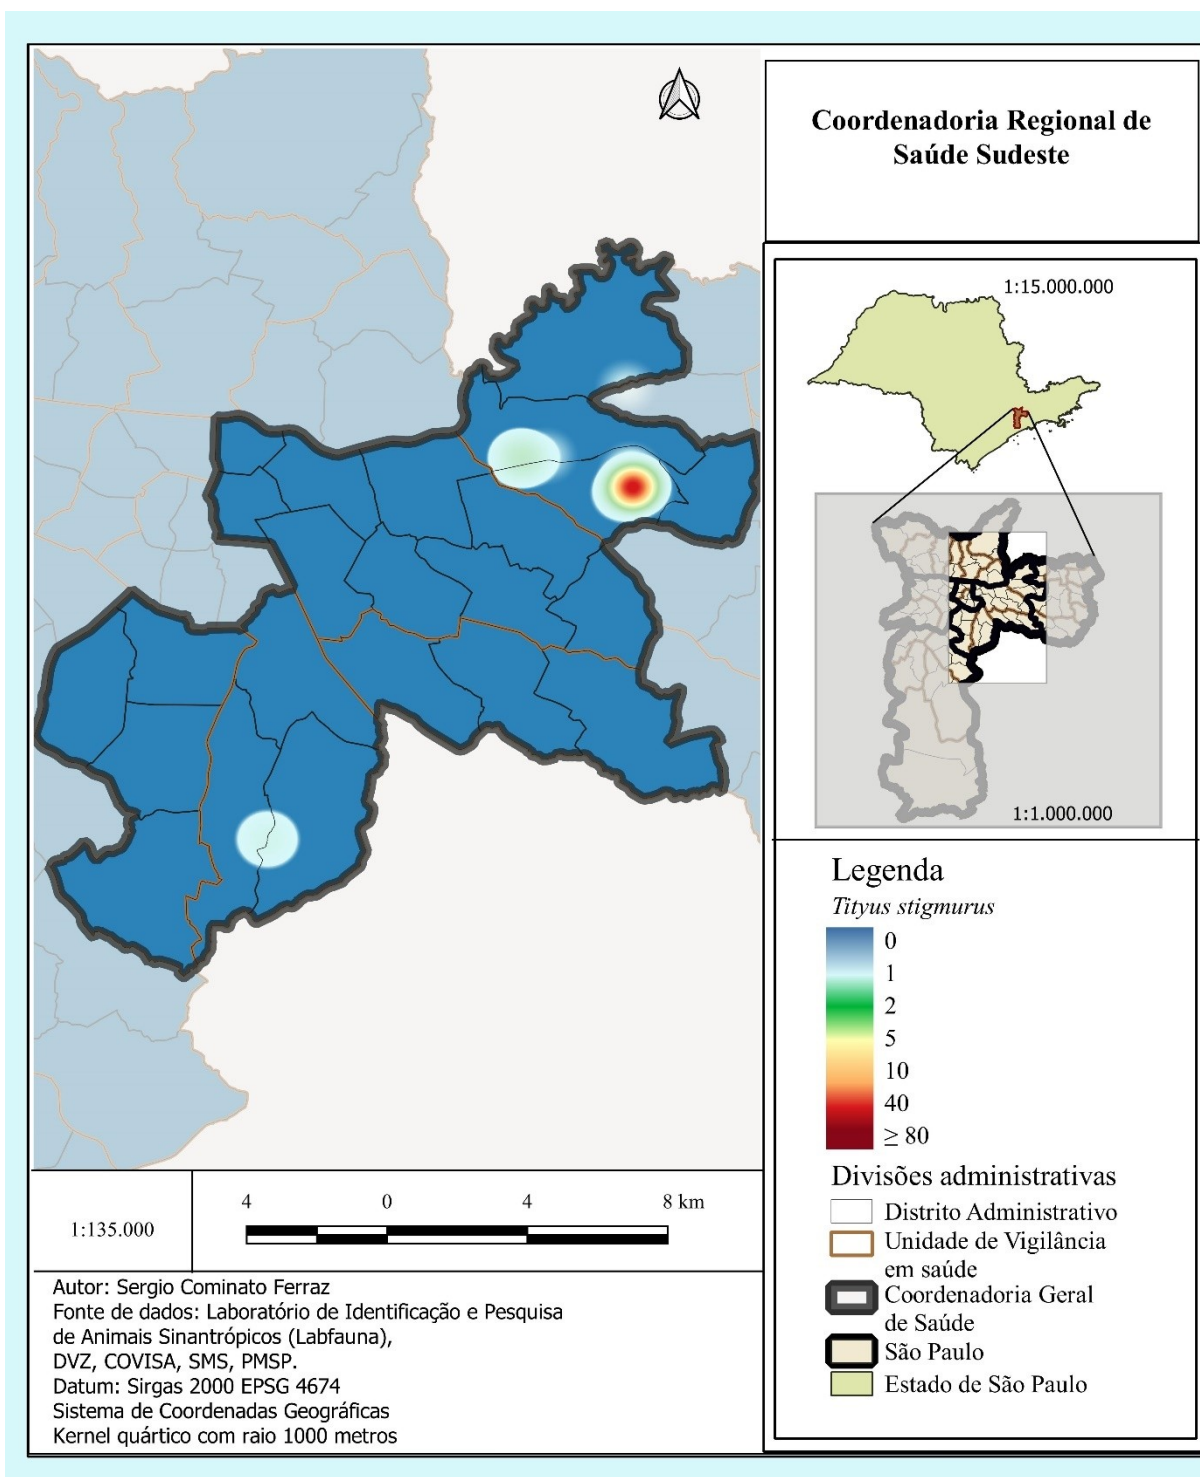 Coordenadoria Regional de
Saúde Sudeste
1:15.000.000
1:1.000.000
Legenda
Tityus stigmurus
0
1
2
5
10
40
≥ 80
Divisões administrativas
Distrito Administrativo
Unidade de Vigilância
em saúde
Coordenadoria Geral
de Saúde
São Paulo
Estado de São Paulo
1:135.000
4 0 4 8 km
Autor: Sergio Cominato Ferraz
Fonte de dados: Laboratório de Identificação e Pesquisa
de Animais Sinantrópicos (Labfauna),
DVZ, COVISA, SMS, PMSP.
Datum: Sirgas 2000 EPSG 4674
Sistema de Coordenadas Geográficas
Kernel quártico com raio 1000 metros